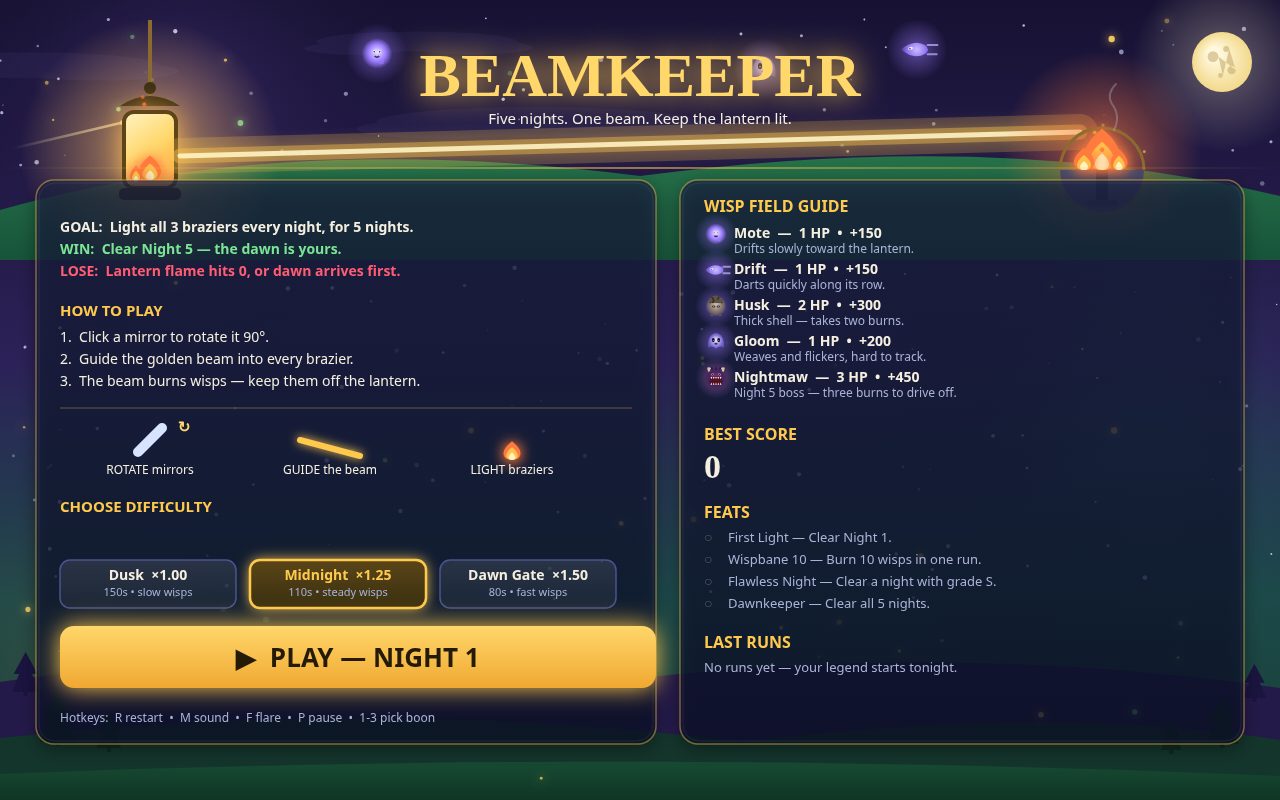 BEAMKEEPER
Five nights. One beam. Keep the lantern lit.
GOAL: Light all 3 braziers every night, for 5 nights.
WIN: Clear Night 5 — the dawn is yours.
LOSE: Lantern flame hits 0, or dawn arrives first.
HOW TO PLAY
1. Click a mirror to rotate it 90°.
2. Guide the golden beam into every brazier.
3. The beam burns wisps — keep them off the lantern.
↻
ROTATE mirrors
GUIDE the beam
LIGHT braziers
CHOOSE DIFFICULTY
Dusk ×1.00
150s • slow wisps
Midnight ×1.25
110s • steady wisps
Dawn Gate ×1.50
80s • fast wisps
▶ PLAY — NIGHT 1
Hotkeys: R restart • M sound • F flare • P pause • 1-3 pick boon
WISP FIELD GUIDE
Mote — 1 HP • +150
Drifts slowly toward the lantern.
Drift — 1 HP • +150
Darts quickly along its row.
Husk — 2 HP • +300
Thick shell — takes two burns.
Gloom — 1 HP • +200
Weaves and flickers, hard to track.
Nightmaw — 3 HP • +450
Night 5 boss — three burns to drive off.
BEST SCORE
0
FEATS
○ First Light — Clear Night 1.
○ Wispbane 10 — Burn 10 wisps in one run.
○ Flawless Night — Clear a night with grade S.
○ Dawnkeeper — Clear all 5 nights.
LAST RUNS
No runs yet — your legend starts tonight.